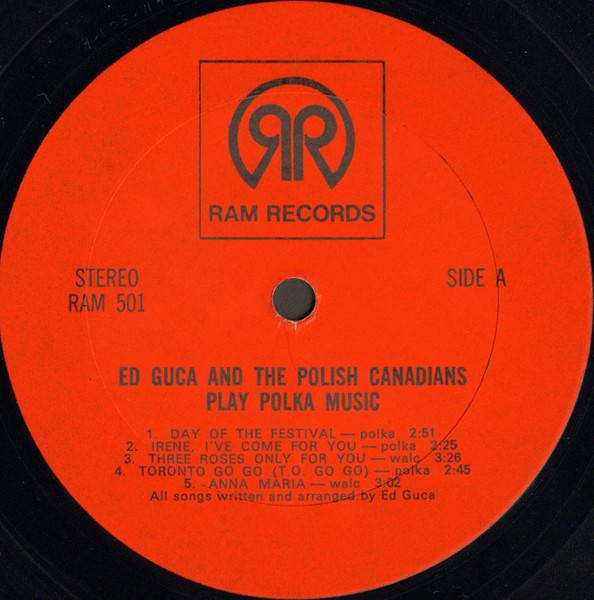 RAM RECORDS
STEREO
RAM 501
SIDE A
ED GUCA AND THE POLISH CANADIANS
PLAY POLKA MUSIC
1. DAY OF THE FESTIVAL — polka 2:51
2. IRENE, I'VE COME FOR YOU — polka 2:25
3. THREE ROSES ONLY FOR YOU — walc 3:26
4. TORONTO GO GO (T.O. GO GO) — polka 2:45
5. ANNA MARIA — walc 3:02
All songs written and arranged by Ed Guca